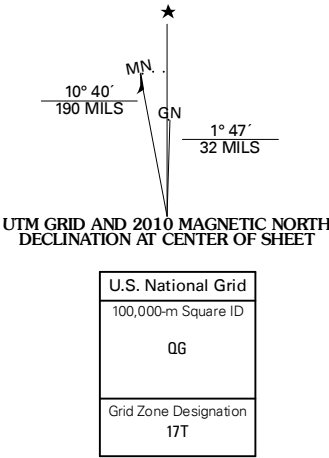 ★
MN
10° 40´
190 MILS
GN
1° 47´
32 MILS
UTM GRID AND 2010 MAGNETIC NORTH
DECLINATION AT CENTER OF SHEET
U.S. National Grid
100,000-m Square ID
QG
Grid Zone Designation
17T